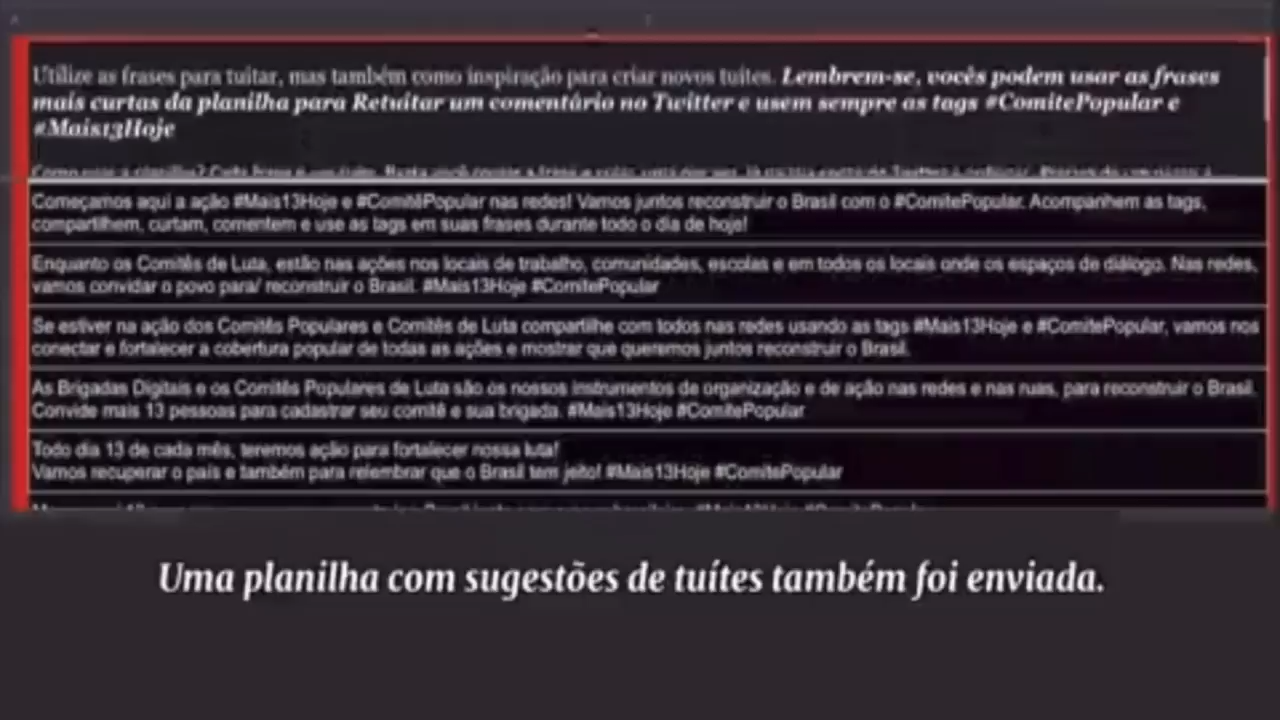 Utilize as frases para tuitar, mas também como inspiração para criar novos tuítes. Lembrem-se, vocês podem usar as frases
mais curtas da planilha para Retuitar um comentário no Twitter e usem sempre as tags #ComitePopular e
#Mais13Hoje
Começamos aqui a ação #Mais13Hoje e #ComitêPopular nas redes! Vamos juntos reconstruir o Brasil com o #ComitePopular. Acompanhem as tags,
compartilhem, curtam, comentem e use as tags em suas frases durante todo o dia de hoje!
Enquanto os Comitês de Luta, estão nas ações nos locais de trabalho, comunidades, escolas e em todos os locais onde os espaços de diálogo. Nas redes,
vamos convidar o povo para/ reconstruir o Brasil. #Mais13Hoje #ComitePopular
Se estiver na ação dos Comitês Populares e Comitês de Luta compartilhe com todos nas redes usando as tags #Mais13Hoje e #ComitePopular, vamos nos
conectar e fortalecer a cobertura popular de todas as ações e mostrar que queremos juntos reconstruir o Brasil.
As Brigadas Digitais e os Comitês Populares de Luta são os nossos instrumentos de organização e de ação nas redes e nas ruas, para reconstruir o Brasil.
Convide mais 13 pessoas para cadastrar seu comitê e sua brigada. #Mais13Hoje #ComitePopular
Todo dia 13 de cada mês, teremos ação para fortalecer nossa luta!
Vamos recuperar o país e também para relembrar que o Brasil tem jeito! #Mais13Hoje #ComitePopular
Uma planilha com sugestões de tuítes também foi enviada.